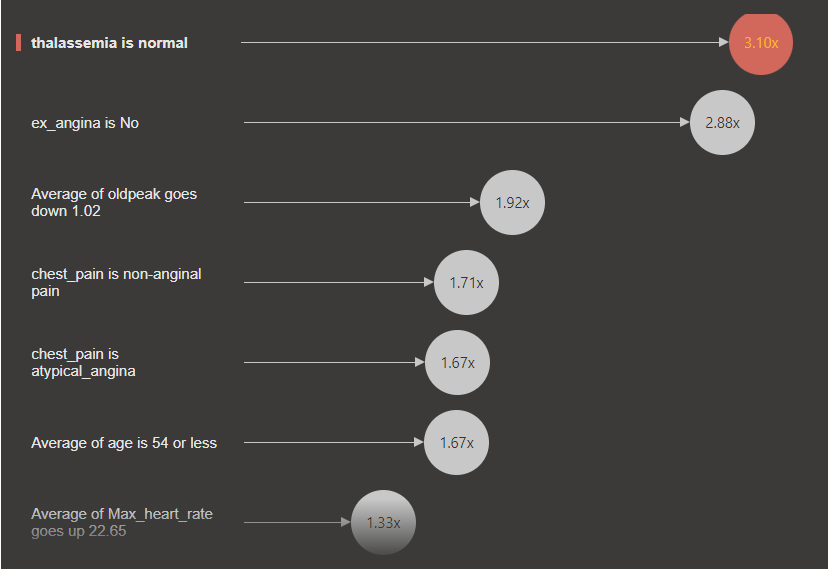 thalassemia is normal
3.10x
ex_angina is No
2.88x
Average of oldpeak goes
down 1.02
1.92x
chest_pain is non-anginal
pain
1.71x
chest_pain is
atypical_angina
1.67x
Average of age is 54 or less
1.67x
Average of Max_heart_rate
goes up 22.65
1.33x